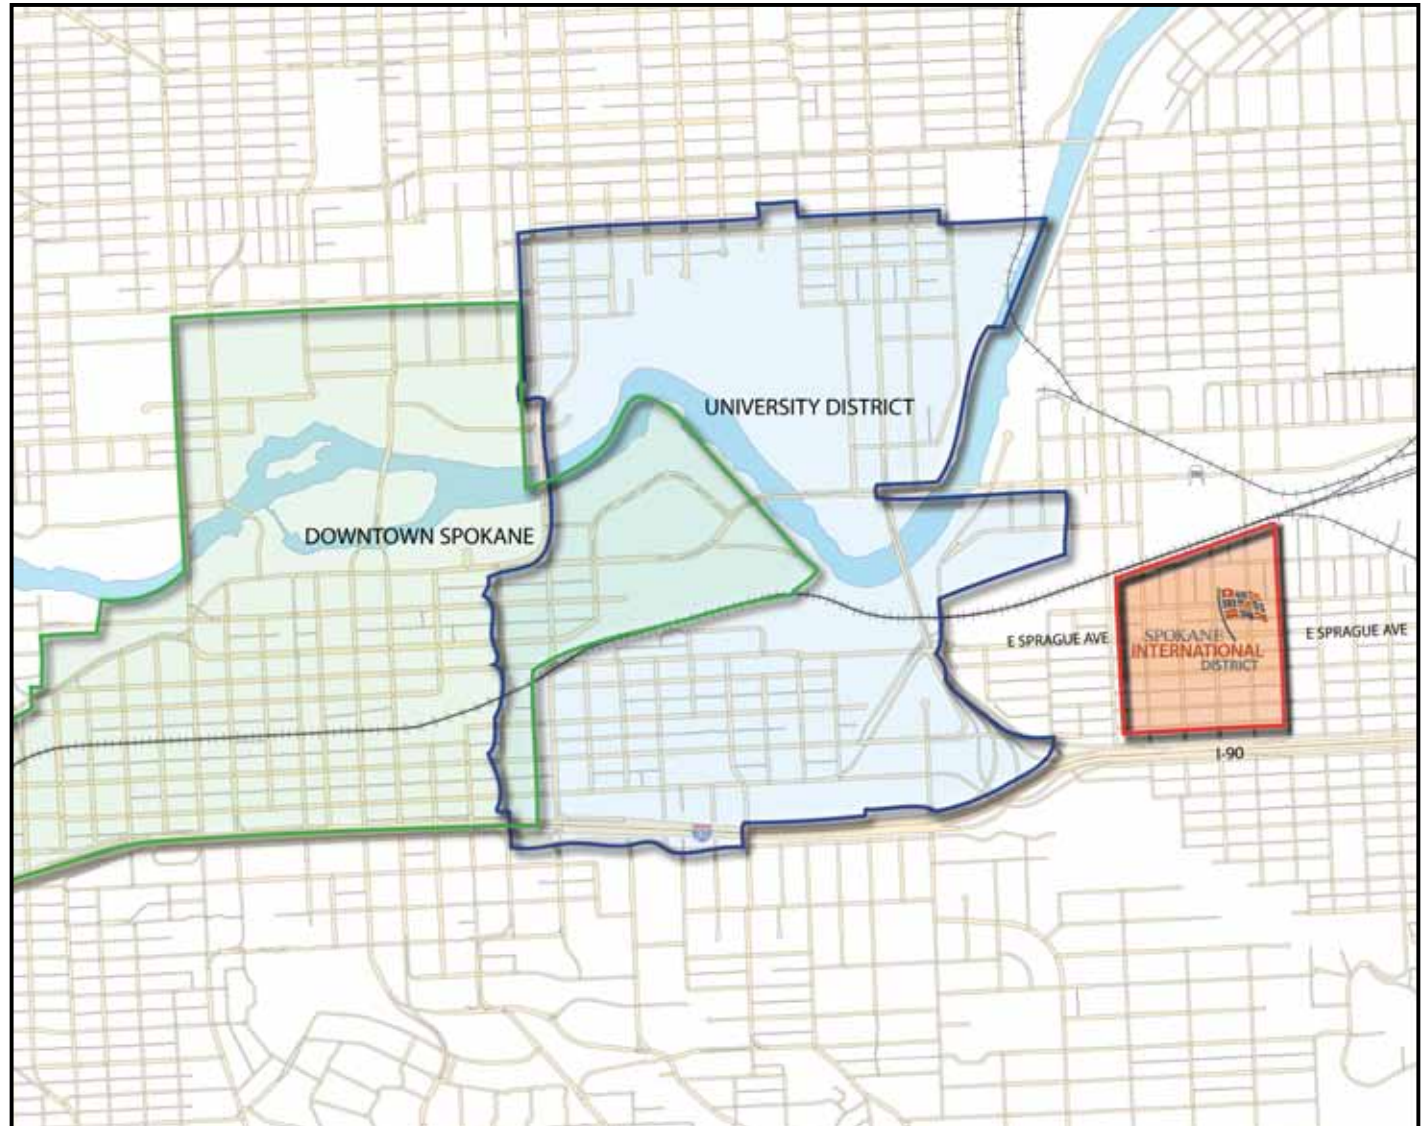 UNIVERSITY DISTRICT
DOWNTOWN SPOKANE
E SPRAGUE AVE
SPOKANE
INTERNATIONAL
DISTRICT
E SPRAGUE AVE
I-90